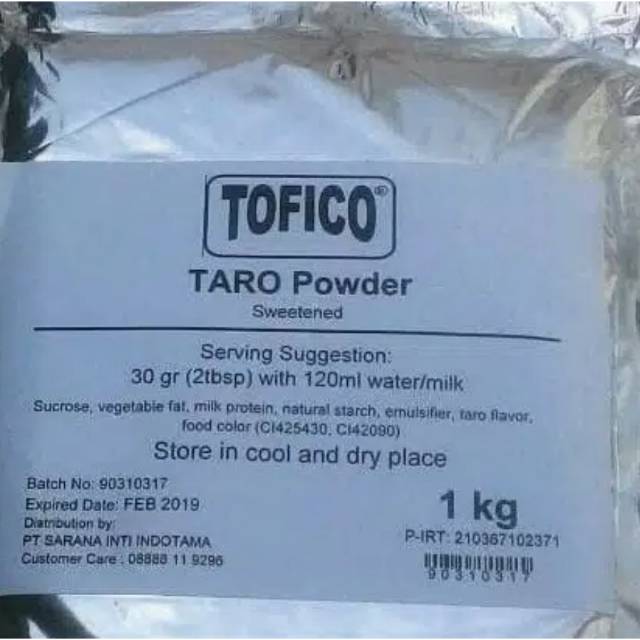 TOFICO®
TARO Powder
Sweetened
Serving Suggestion:
30 gr (2tbsp) with 120ml water/milk
Sucrose, vegetable fat, milk protein, natural starch, emulsifier, taro flavor,
food color (CI425430, CI42090)
Store in cool and dry place
Batch No: 90310317
Expired Date: FEB 2019
Distribution by:
PT SARANA INTI INDOTAMA
Customer Care : 08888 11 9296
1 kg
P-IRT: 210367102371
90310317